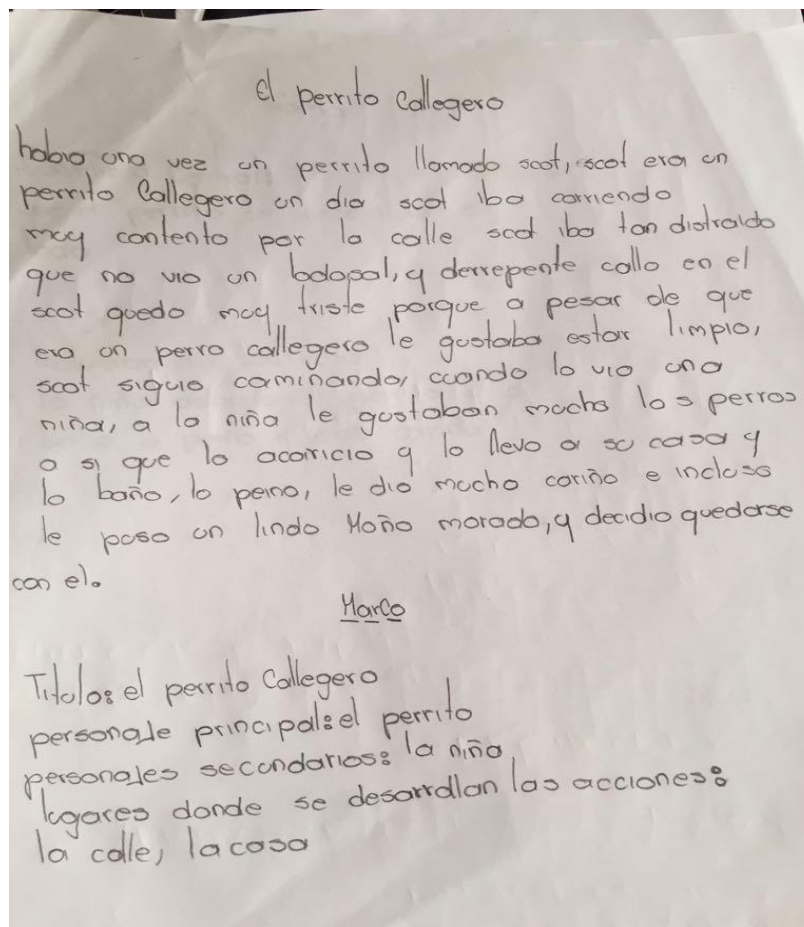 el perrito Callegero
habia una vez un perrito llamado scot, scot era un
perrito Callegero un dia scot iba corriendo
muy contento por la calle scot iba tan distraido
que no vio un lodopal, y derrepente callo en el
scot quedo muy triste porque a pesar de que
era un perro callegero le gustaba estar limpio,
scot siguio caminando, cuando lo vio una
niña, a la niña le gustaban mucho los perros
a si que lo acarricio y lo llevo a su casa y
lo baño, lo peino, le dio mucho cariño e incluso
le puso un lindo Moño morado, y decidio quedarse
con el.
Marco
Titulo: el perrito Callegero
personaje principal: el perrito
personajes secundarios: la niña
lugares donde se desarrollan las acciones:
la calle, la casa